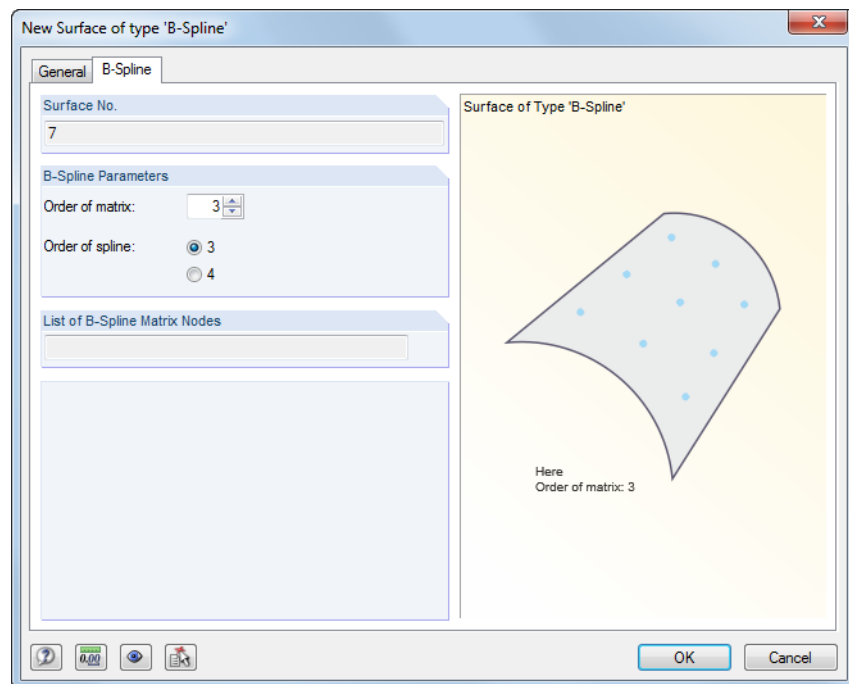 New Surface of type 'B-Spline'
General B-Spline
Surface No.
7
B-Spline Parameters
Order of matrix: 3
Order of spline: 3
4
List of B-Spline Matrix Nodes
Surface of Type 'B-Spline'
Here
Order of matrix: 3
0.00
OK Cancel